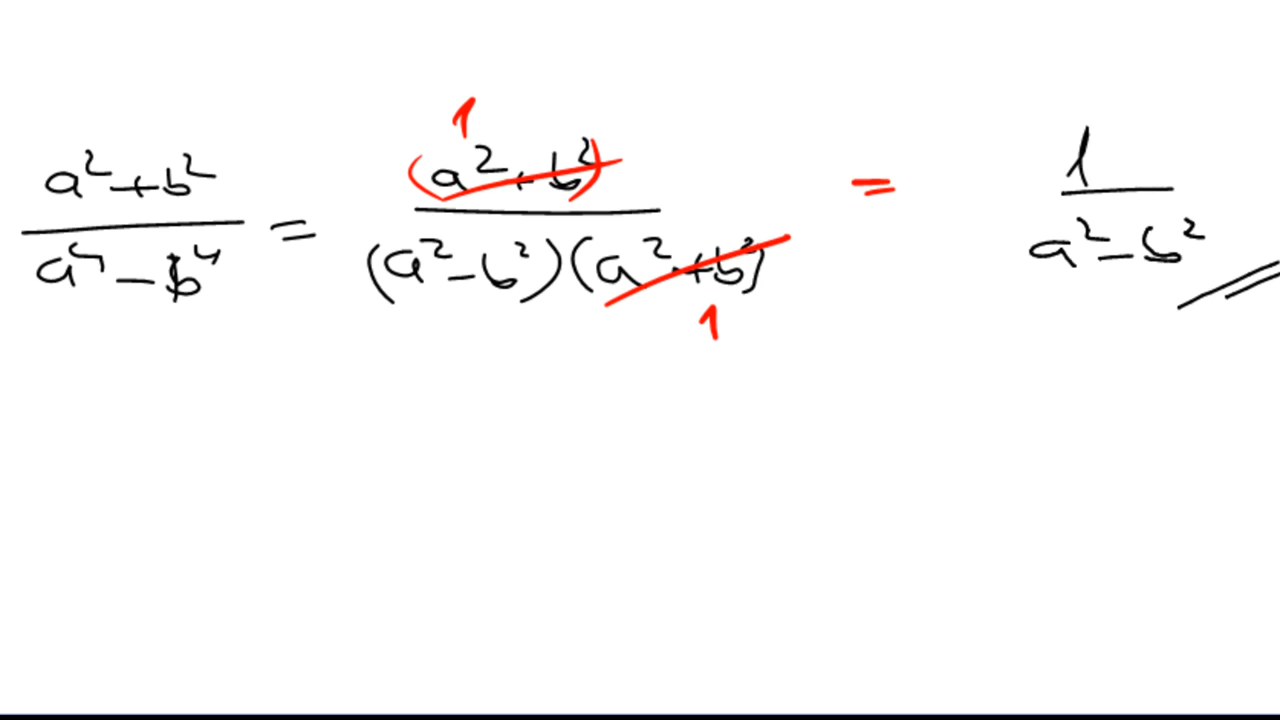 (a² + b²)/(a⁴ − b⁴) = 1 (a² + b²)/((a² − b²)(a² + b²)) 1 = 1/(a² − b²)